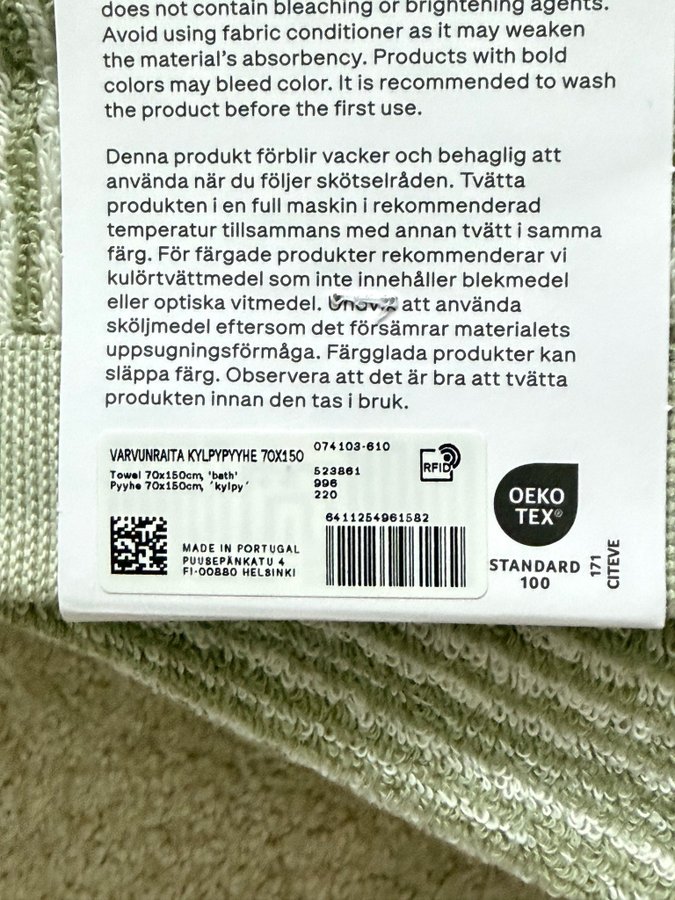 does not contain bleaching or brightening agents.
Avoid using fabric conditioner as it may weaken
the material's absorbency. Products with bold
colors may bleed color. It is recommended to wash
the product before the first use.
Denna produkt förblir vacker och behaglig att
använda när du följer skötselråden. Tvätta
produkten i en full maskin i rekommenderad
temperatur tillsammans med annan tvätt i samma
färg. För färgade produkter rekommenderar vi
kulörtvättmedel som inte innehåller blekmedel
eller optiska vitmedel. att använda
sköljmedel eftersom det försämrar materialets
uppsugningsförmåga. Färgglada produkter kan
släppa färg. Observera att det är bra att tvätta
produkten innan den tas i bruk.
VARVUNRAITA KYLPYPYYHE 70X150
Towel 70x150cm, 'bath'
Pyyhe 70x150cm, 'kylpy'
074103-610
523861
996
220
RFID
6411254961582
MADE IN PORTUGAL
PUUSEPÄNKATU 4
FI-00880 HELSINKI
OEKO
TEX®
STANDARD
100
171
CITEVE